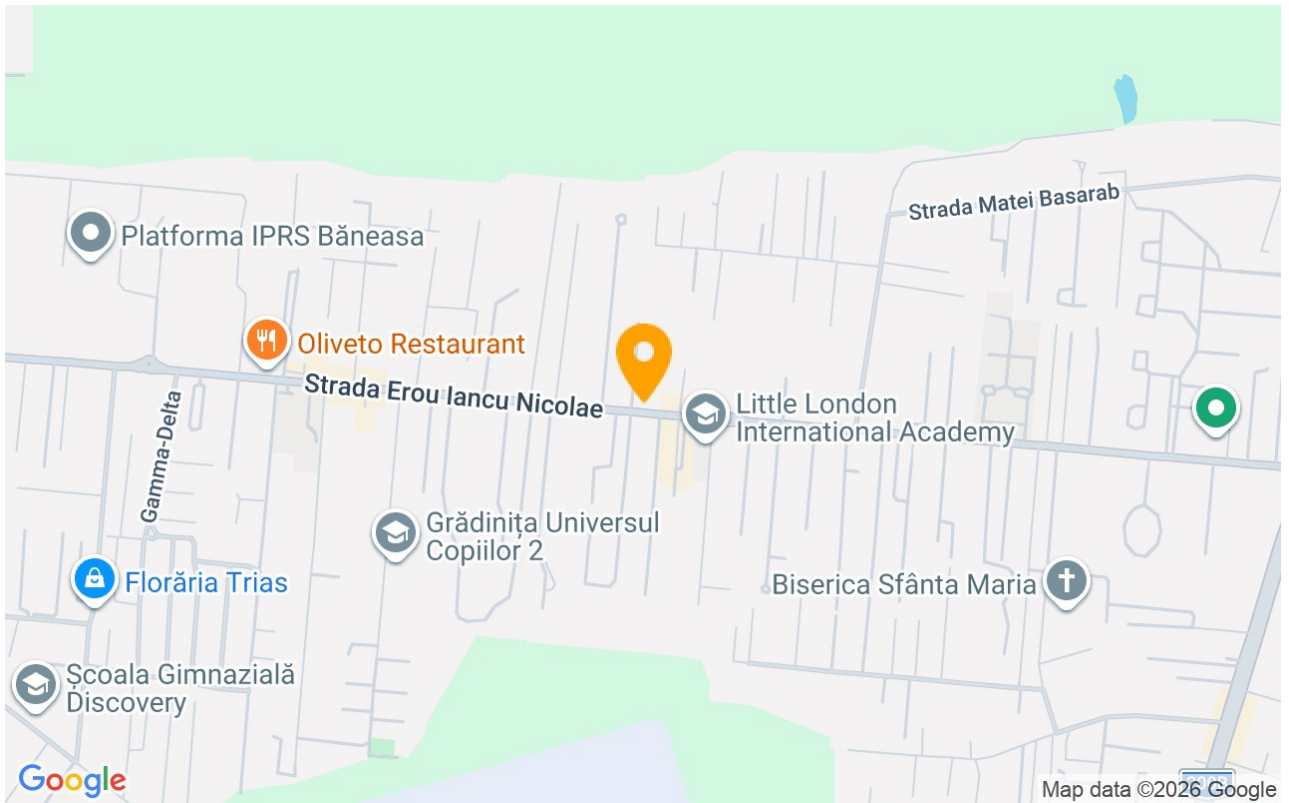 Strada Matei Basarab
Platforma IPRS Băneasa
Oliveto Restaurant
Strada Erou Iancu Nicolae
Little London
International Academy
Gamma-Delta
Grădinița Universul
Copiilor 2
Florăria Trias
Biserica Sfânta Maria
Școala Gimnazială
Discovery
Google
Map data ©2026 Google